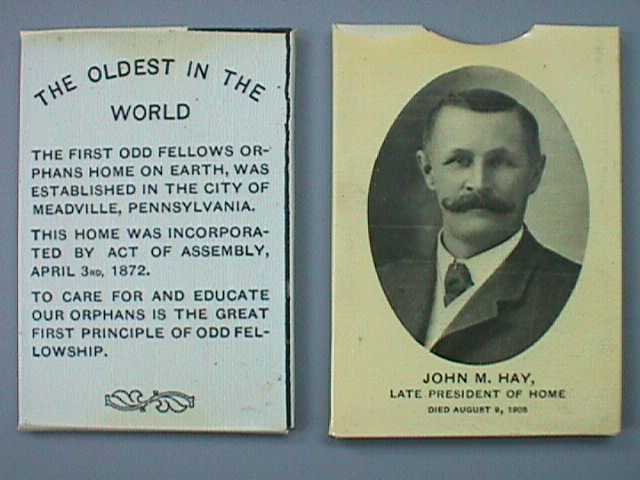 THE OLDEST IN THE
WORLD
THE FIRST ODD FELLOWS OR-
PHANS HOME ON EARTH, WAS
ESTABLISHED IN THE CITY OF
MEADVILLE, PENNSYLVANIA.
THIS HOME WAS INCORPORA-
TED BY ACT OF ASSEMBLY,
APRIL 3RD, 1872.
TO CARE FOR AND EDUCATE
OUR ORPHANS IS THE GREAT
FIRST PRINCIPLE OF ODD FEL-
LOWSHIP.
JOHN M. HAY,
LATE PRESIDENT OF HOME
DIED AUGUST 9,